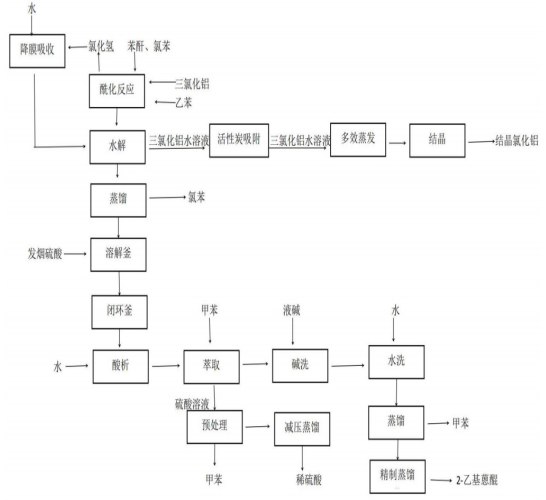 水
降膜吸收
氯化氢
苯酐、氯苯
酰化反应
三氯化铝
乙苯
水解
三氯化铝水溶液
活性炭吸附
三氯化铝水溶液
多效蒸发
结晶
结晶氯化铝
蒸馏
氯苯
发烟硫酸
溶解釜
闭环釜
甲苯
液碱
水
水
酸析
萃取
碱洗
水洗
硫酸溶液
预处理
减压蒸馏
蒸馏
甲苯
甲苯
稀硫酸
精制蒸馏
2-乙基蒽醌